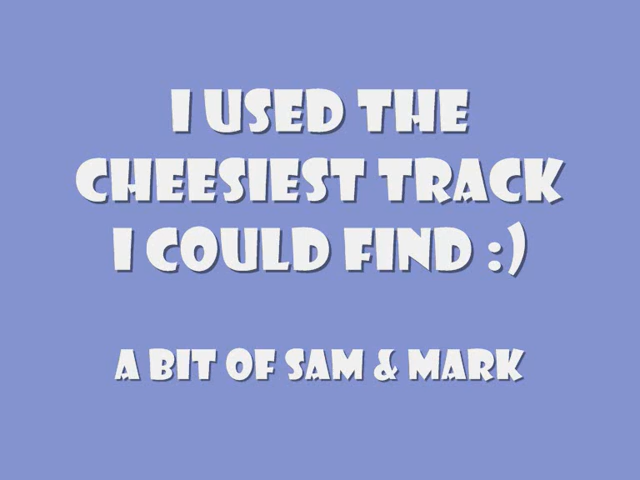 I USED THE
CHEESIEST TRACK
I COULD FIND :)
A BIT OF SAM & MARK